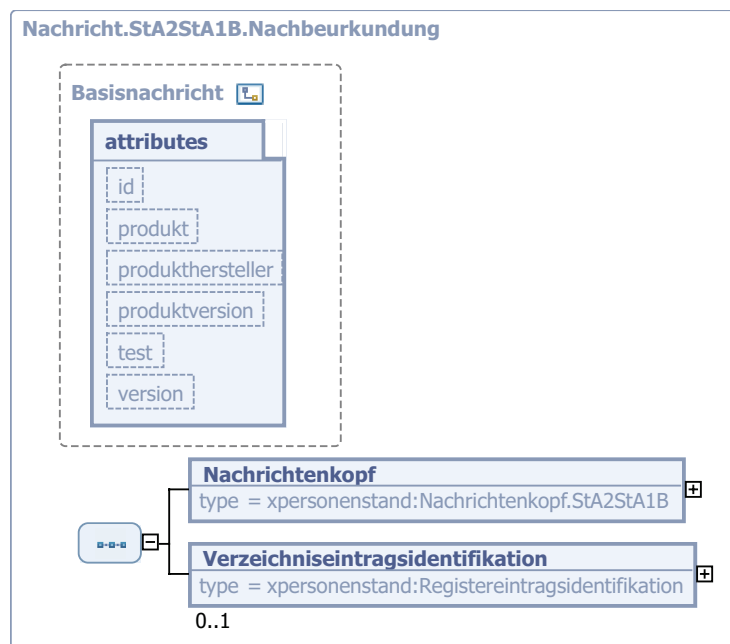 Nachricht.StA2StA1B.Nachbeurkundung
Basisnachricht
attributes
id
produkt
produkthersteller
produktversion
test
version
Nachrichtenkopf
type = xpersonenstand:Nachrichtenkopf.StA2StA1B
Verzeichniseintragsidentifikation
type = xpersonenstand:Registereintragsidentifikation
0..1